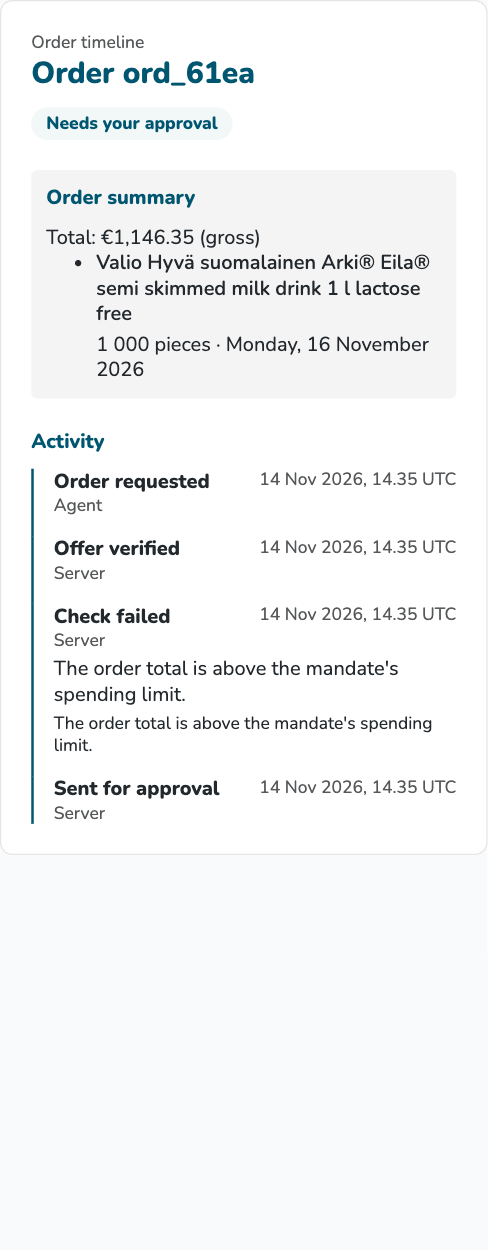 Order timeline
Order ord_61ea
Needs your approval
Order summary
Total: €1,146.35 (gross)
• Valio Hyvä suomalainen Arki® Eila®
semi skimmed milk drink 1 l lactose
free
1 000 pieces · Monday, 16 November
2026
Activity
Order requested 14 Nov 2026, 14.35 UTC
Agent
Offer verified 14 Nov 2026, 14.35 UTC
Server
Check failed 14 Nov 2026, 14.35 UTC
Server
The order total is above the mandate's
spending limit.
The order total is above the mandate's spending
limit.
Sent for approval 14 Nov 2026, 14.35 UTC
Server